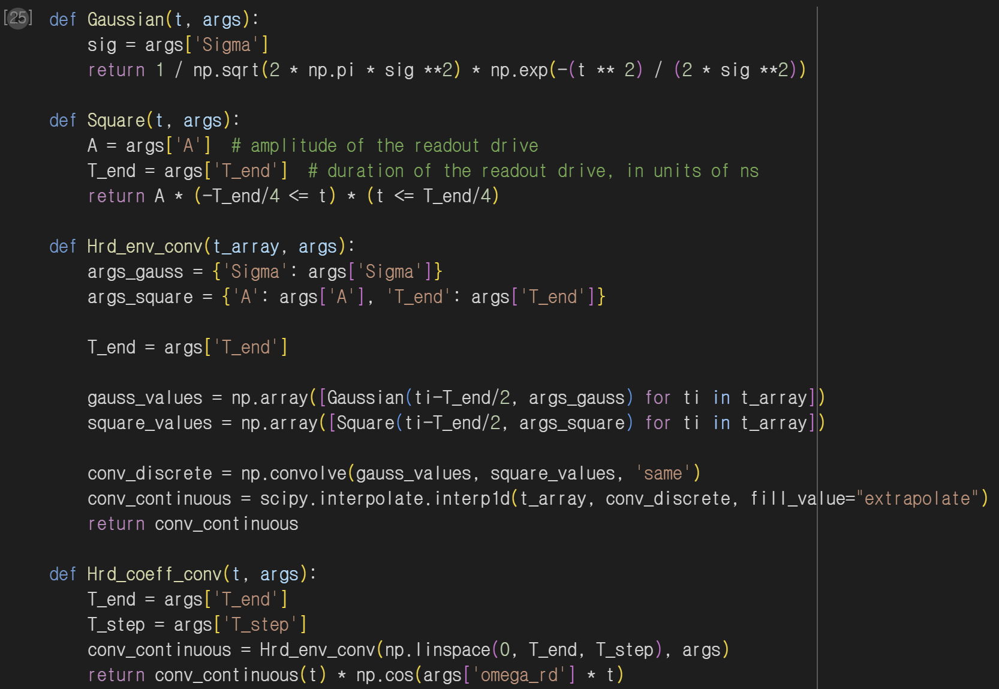 [25] def Gaussian(t, args):
    sig = args['Sigma']
    return 1 / np.sqrt(2 * np.pi * sig **2) * np.exp(-(t ** 2) / (2 * sig **2))

def Square(t, args):
    A = args['A']  # amplitude of the readout drive
    T_end = args['T_end']  # duration of the readout drive, in units of ns
    return A * (-T_end/4 <= t) * (t <= T_end/4)

def Hrd_env_conv(t_array, args):
    args_gauss = {'Sigma': args['Sigma']}
    args_square = {'A': args['A'], 'T_end': args['T_end']}

    T_end = args['T_end']

    gauss_values = np.array([Gaussian(ti-T_end/2, args_gauss) for ti in t_array])
    square_values = np.array([Square(ti-T_end/2, args_square) for ti in t_array])

    conv_discrete = np.convolve(gauss_values, square_values, 'same')
    conv_continuous = scipy.interpolate.interp1d(t_array, conv_discrete, fill_value="extrapolate")
    return conv_continuous

def Hrd_coeff_conv(t, args):
    T_end = args['T_end']
    T_step = args['T_step']
    conv_continuous = Hrd_env_conv(np.linspace(0, T_end, T_step), args)
    return conv_continuous(t) * np.cos(args['omega_rd'] * t)